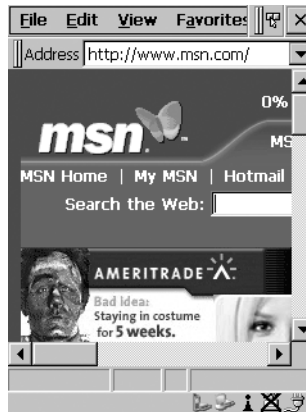 File Edit View Favorites
Address http://www.msn.com/
0%
msn
MS
MSN Home | My MSN | Hotmail
Search the Web:
AMERITRADE
Bad idea:
Staying in costume
for 5 weeks.